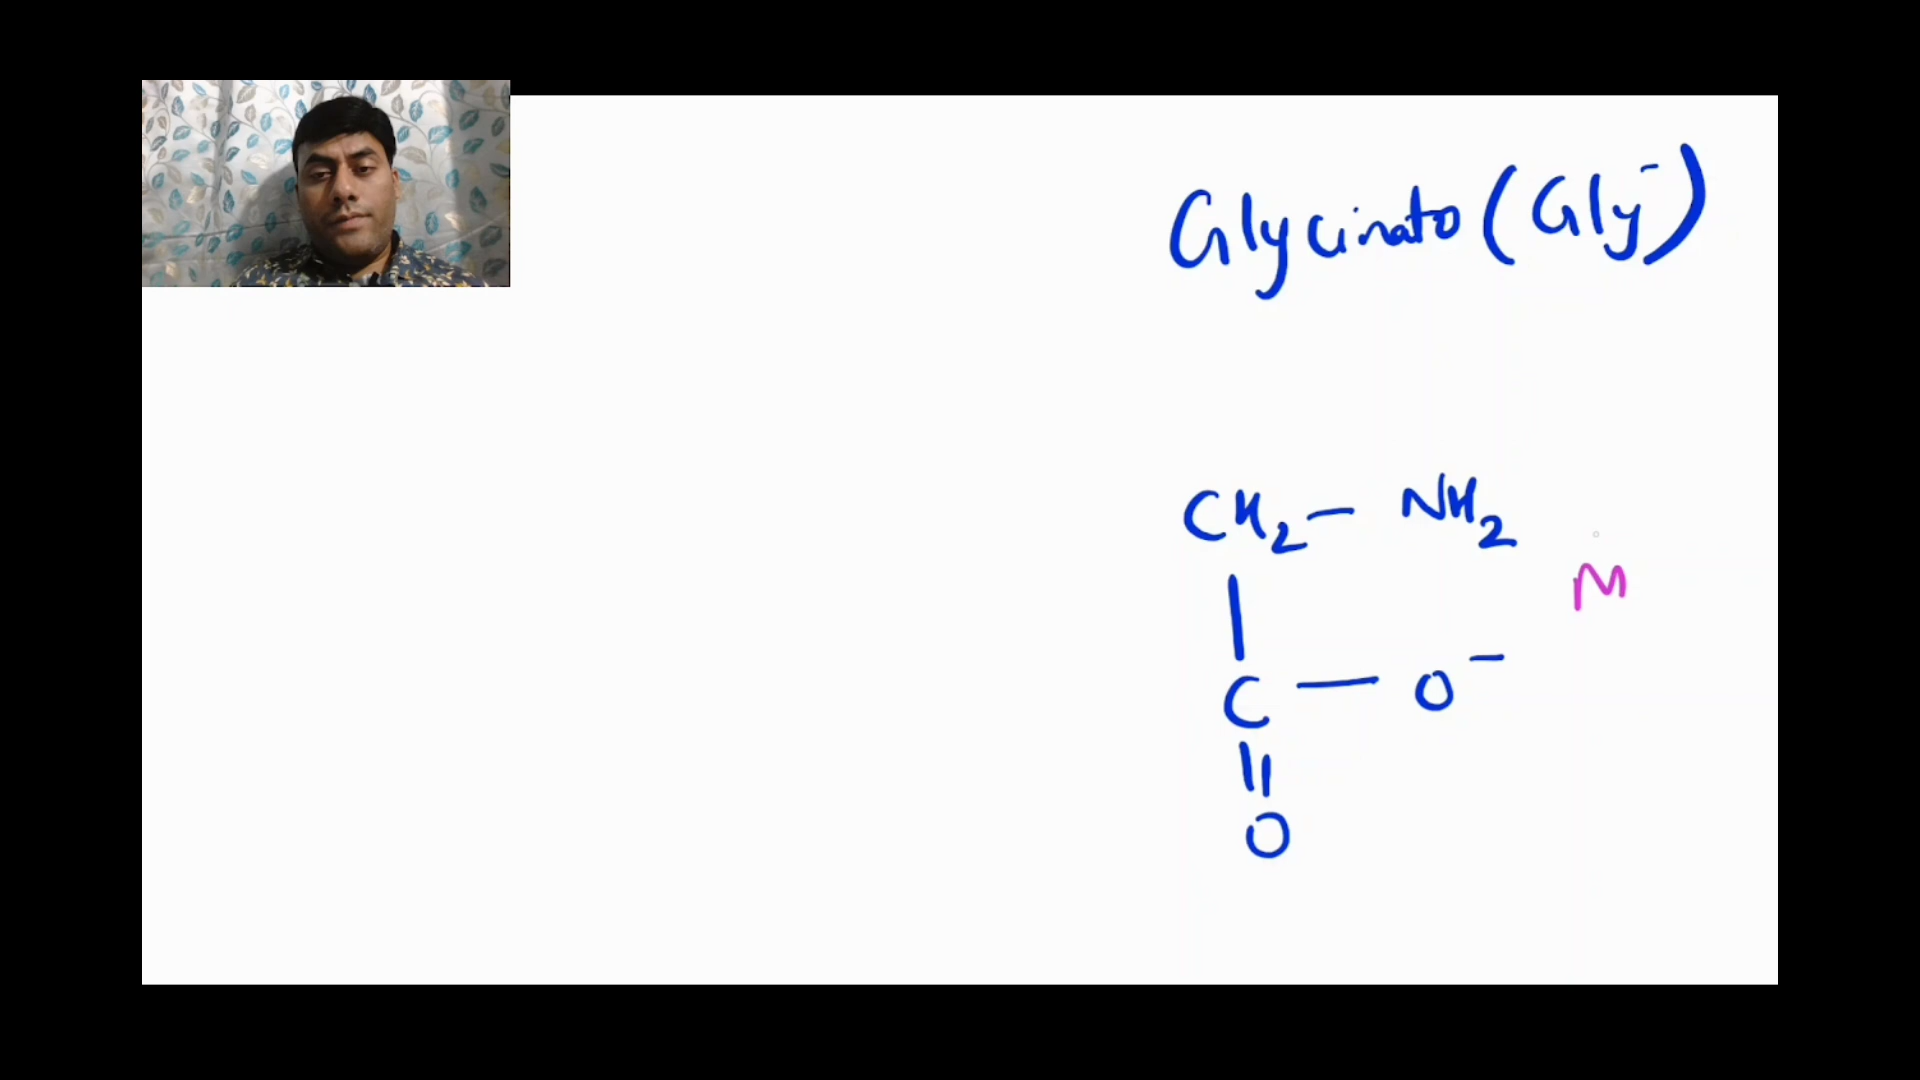 Glycinato (Gly⁻)
CH₂ – NH₂
M
C — O⁻
O